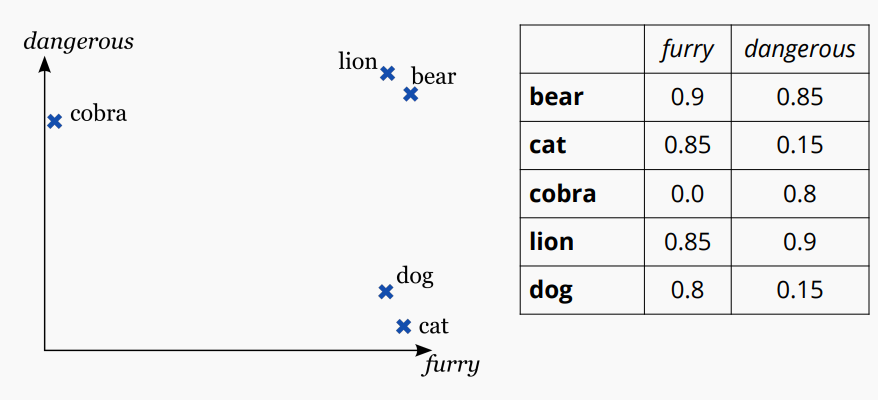 dangerous
lion
bear
cobra
dog
cat
furry
furry dangerous
bear 0.9 0.85
cat 0.85 0.15
cobra 0.0 0.8
lion 0.85 0.9
dog 0.8 0.15